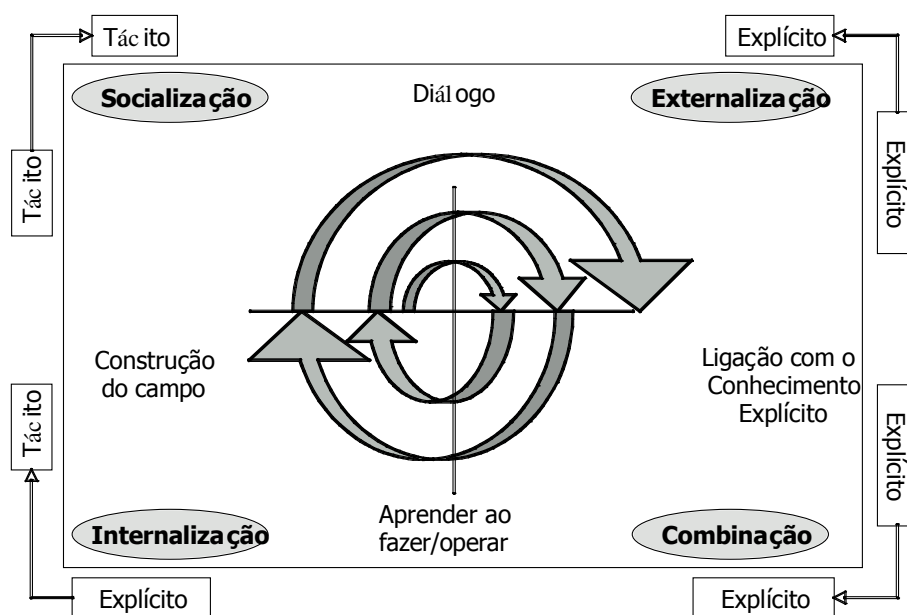 Tácito
Explícito
Socialização
Diálogo
Externalização
Tácito
Explícito
Construção
do campo
Ligação com o
Conhecimento
Explícito
Tácito
Explícito
Internalização
Aprender ao
fazer/operar
Combinação
Explícito
Explícito